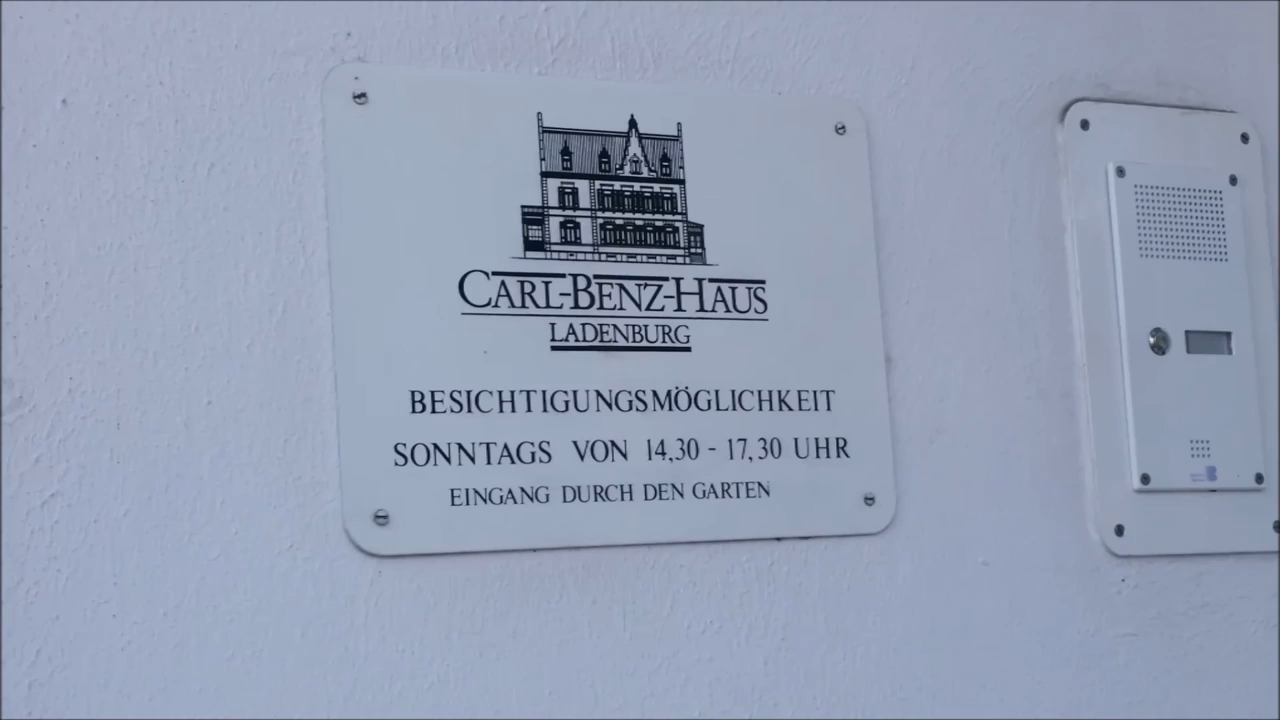 CARL-BENZ-HAUS
LADENBURG
BESICHTIGUNGSMÖGLICHKEIT
SONNTAGS VON 14,30 - 17,30 UHR
EINGANG DURCH DEN GARTEN